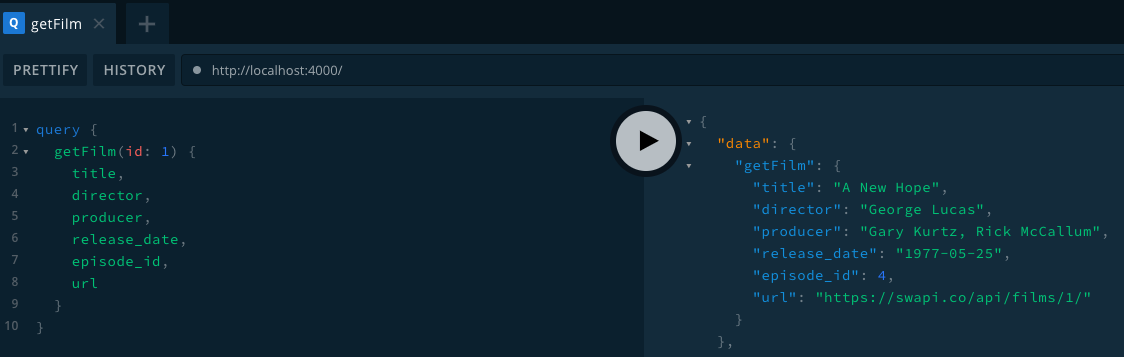 Q getFilm × +
PRETTIFY HISTORY http://localhost:4000/
1 query {
2 getFilm(id: 1) {
3 title,
4 director,
5 producer,
6 release_date,
7 episode_id,
8 url
9 }
10 }
{
"data": {
"getFilm": {
"title": "A New Hope",
"director": "George Lucas",
"producer": "Gary Kurtz, Rick McCallum",
"release_date": "1977-05-25",
"episode_id": 4,
"url": "https://swapi.co/api/films/1/"
}
},